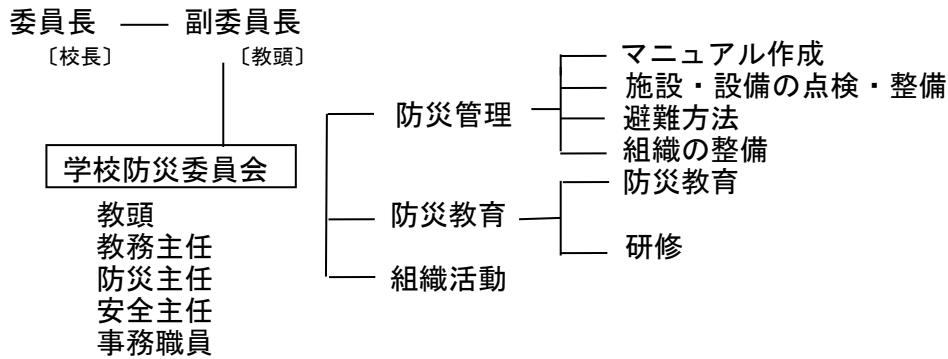 委員長 ―― 副委員長
〔校長〕 〔教頭〕
学校防災委員会
教頭
教務主任
防災主任
安全主任
事務職員
防災管理
マニュアル作成
施設・設備の点検・整備
避難方法
組織の整備
防災教育
防災教育
研修
組織活動